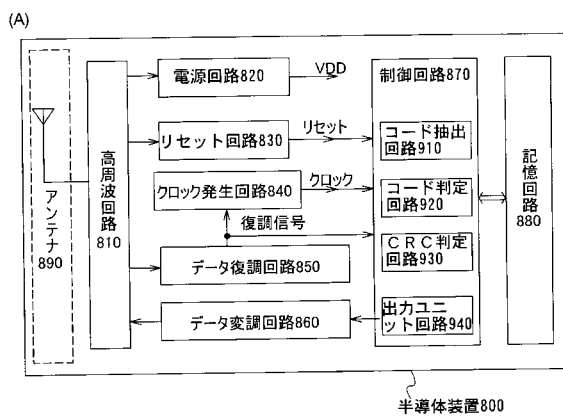 (A)
アンテナ890
高周波回路810
電源回路820
VDD
リセット回路830
リセット
クロック発生回路840
クロック
復調信号
データ復調回路850
データ変調回路860
制御回路870
コード抽出
回路910
コード判定
回路920
CRC判定
回路930
出力ユニ
ット回路940
記憶回路880
半導体装置800